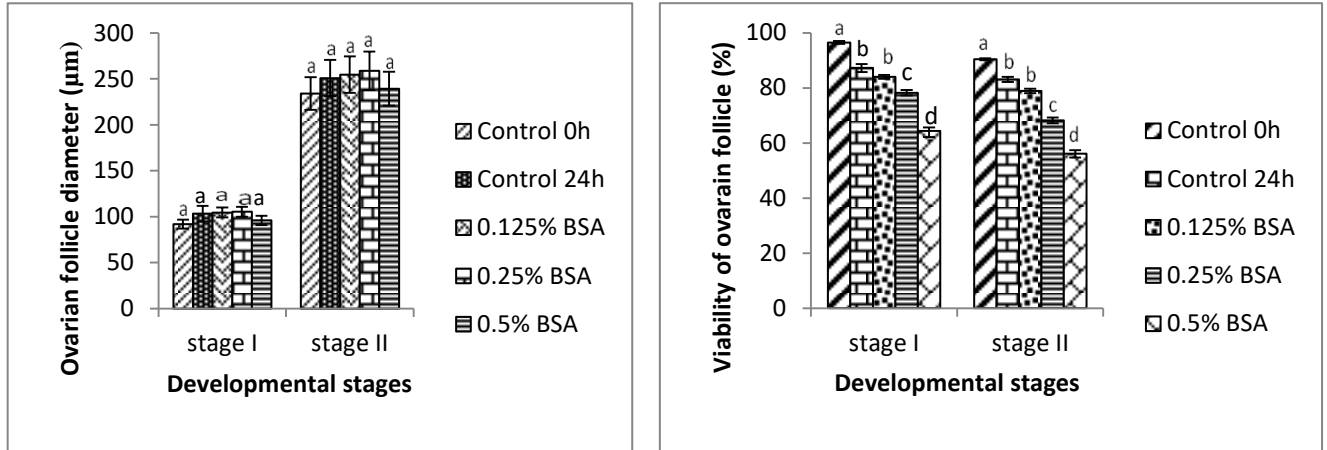 Ovarian follicle diameter (µm)
300
250
200
150
100
50
0
a a a a a
a a a a a
stage I stage II
Developmental stages
Control 0h
Control 24h
0.125% BSA
0.25% BSA
0.5% BSA
Viability of ovarain follicle (%)
100
80
60
40
20
0
a b b c d
a b b c d
stage I stage II
Developmental stages
Control 0h
Control 24h
0.125% BSA
0.25% BSA
0.5% BSA